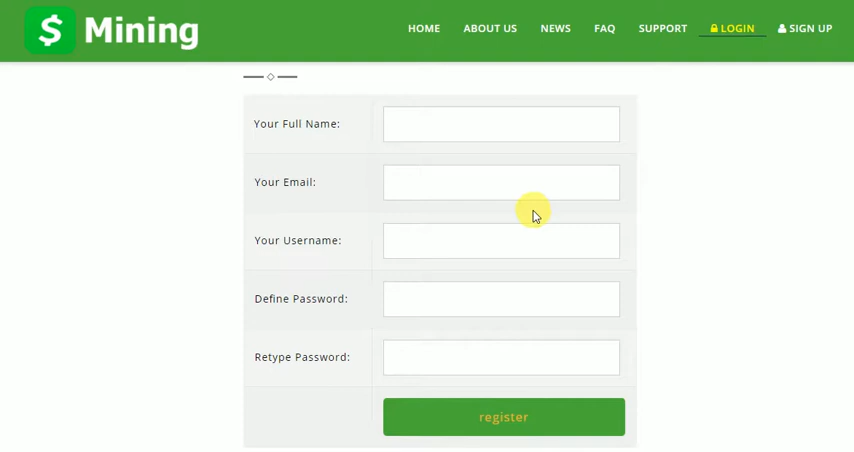 $ Mining
HOME ABOUT US NEWS FAQ SUPPORT LOGIN SIGN UP
Your Full Name:
Your Email:
Your Username:
Define Password:
Retype Password:
register